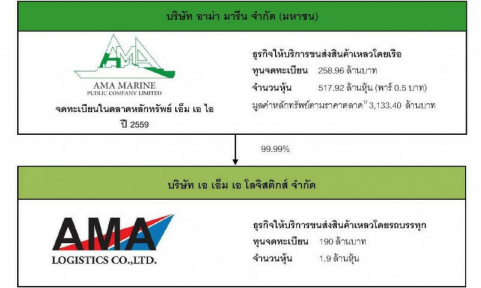 บริษัท อาม่า มารีน จำกัด (มหาชน)
AMA
AMA MARINE
PUBLIC COMPANY LIMITED
จดทะเบียนในตลาดหลักทรัพย์ เอ็ม เอ ไอ
ปี 2559
ธุรกิจให้บริการขนส่งสินค้าเหลวโดยเรือ
ทุนจดทะเบียน 258.96 ล้านบาท
จำนวนหุ้น 517.92 ล้านหุ้น (พาร์ 0.5 บาท)
มูลค่าหลักทรัพย์ตามราคาตลาด 3,133.40 ล้านบาท
99.99%
บริษัท เอ เอ็ม เอ โลจิสติกส์ จำกัด
AMA
LOGISTICS CO.,LTD.
ธุรกิจให้บริการขนส่งสินค้าเหลวโดยรถบรรทุก
ทุนจดทะเบียน 190 ล้านบาท
จำนวนหุ้น 1.9 ล้านหุ้น